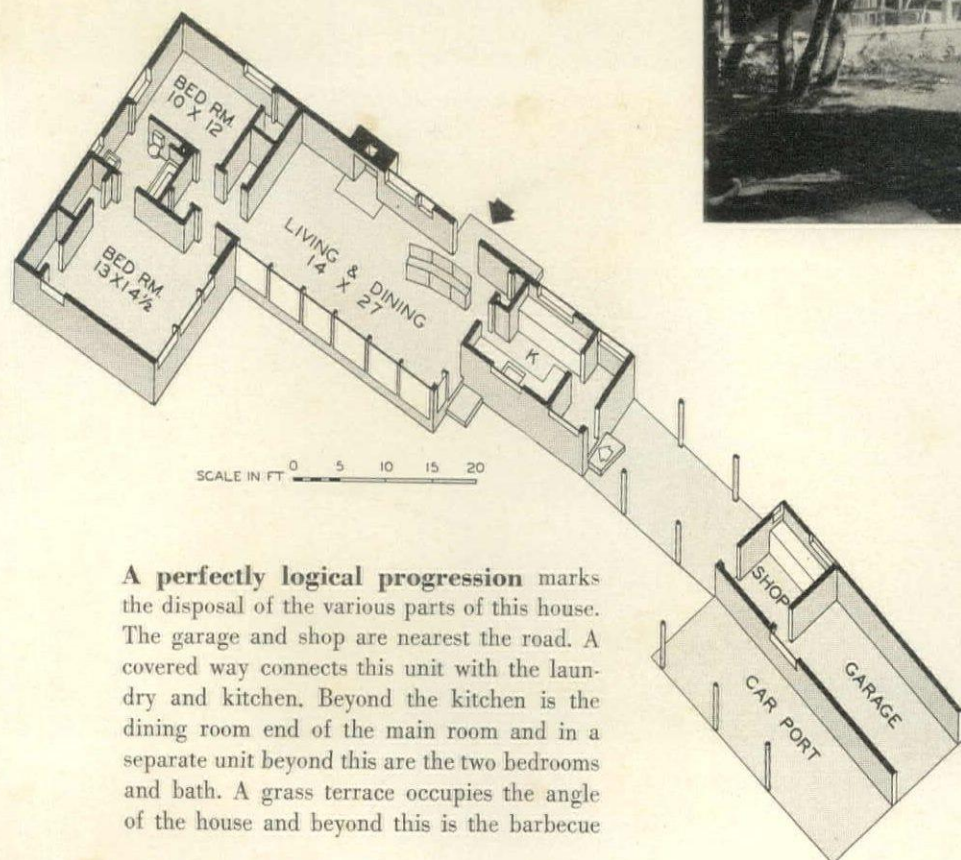 BED RM.
10 X 12
BED RM.
13 X 14½
LIVING & DINING
14 X 27
K
SCALE IN FT 0 5 10 15 20
SHOP
GARAGE
CAR PORT
A perfectly logical progression marks
the disposal of the various parts of this house.
The garage and shop are nearest the road. A
covered way connects this unit with the laun-
dry and kitchen. Beyond the kitchen is the
dining room end of the main room and in a
separate unit beyond this are the two bedrooms
and bath. A grass terrace occupies the angle
of the house and beyond this is the barbecue